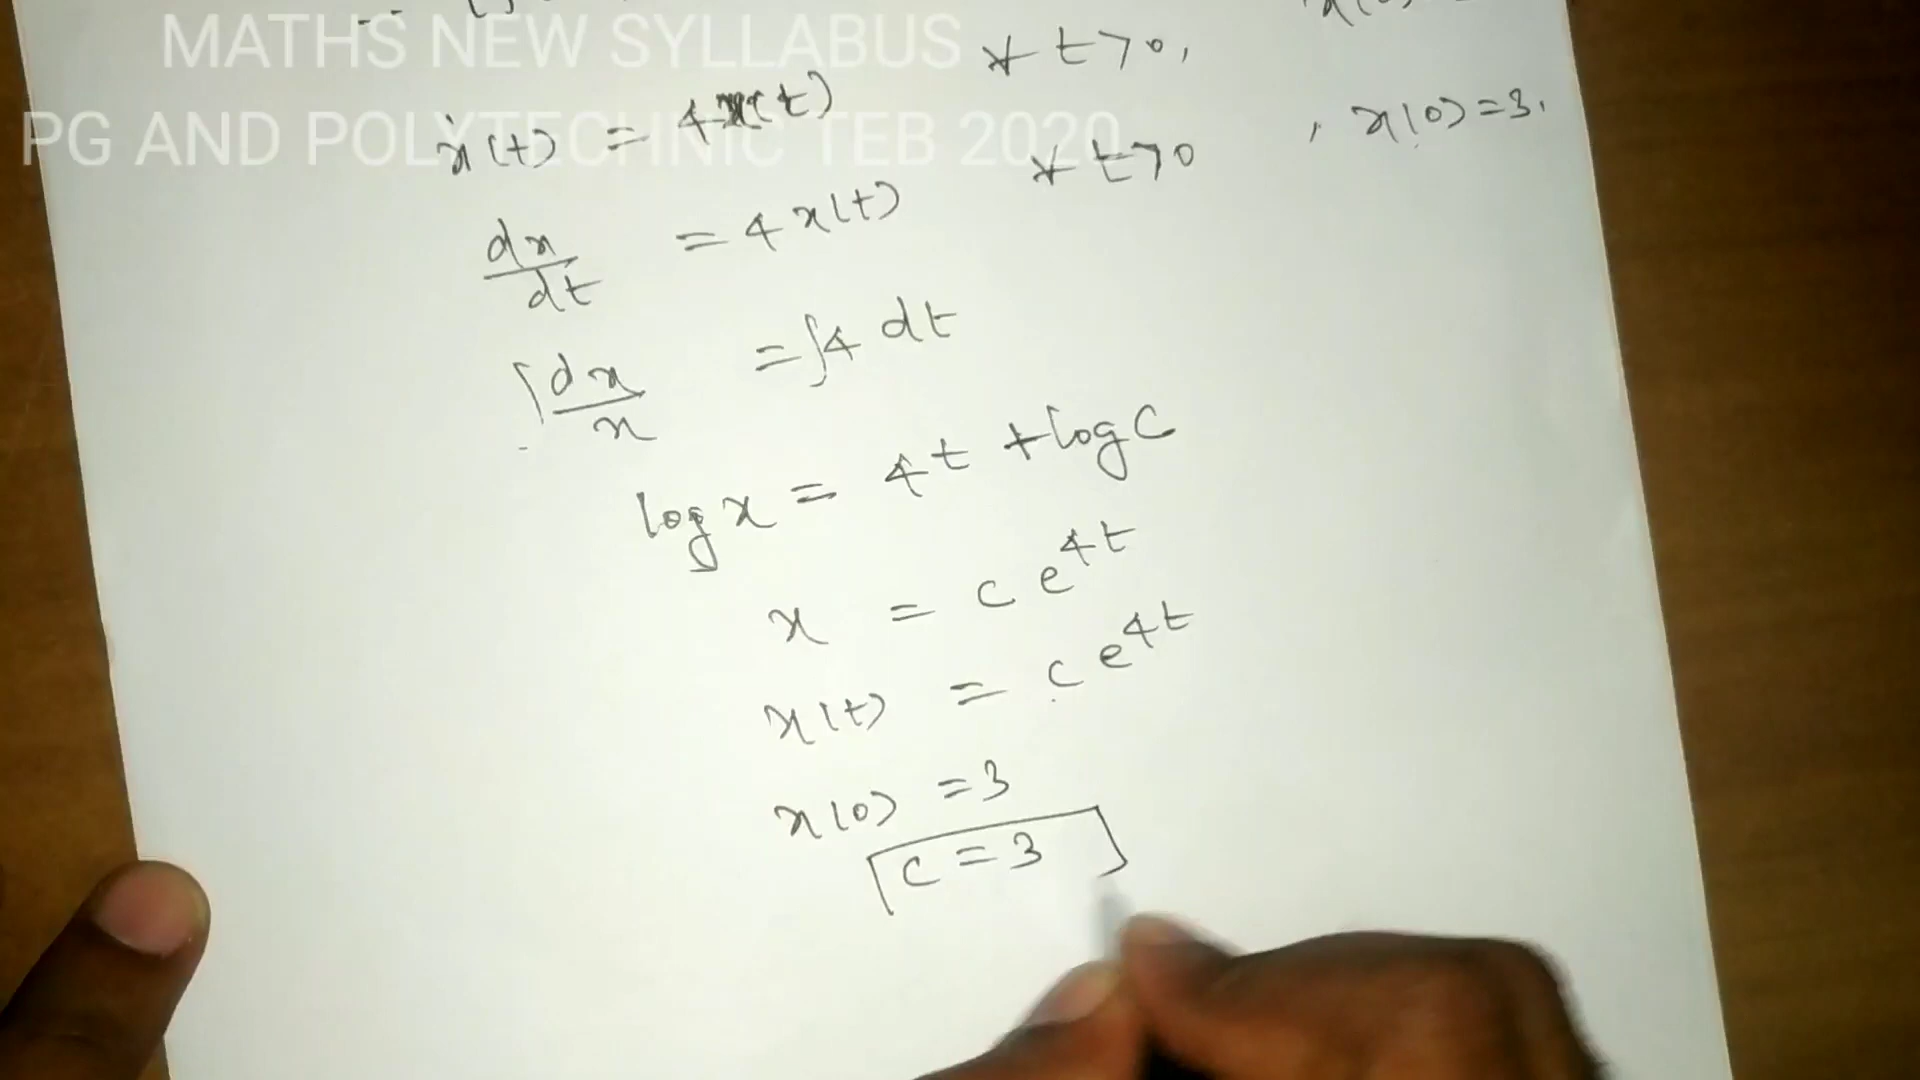 MATHS NEW SYLLABUS
PG AND POLYTECHNIC TEB 2020
∀ t>0,
ẋ(t) = 4x(t) ∀ t>0 , x(0)=3.
dx/dt = 4x(t)
∫dx/x = ∫4 dt
log x = 4t + log c
x = c e^4t
x(t) = c e^4t
x(0) = 3
c = 3